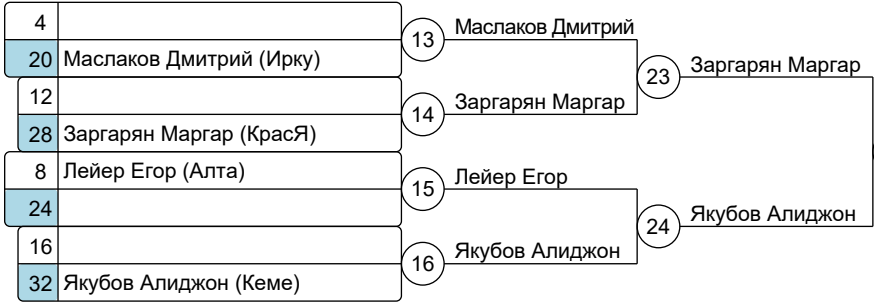 4
20 Маслаков Дмитрий (Ирку)
12
28 Заргарян Маргар (КрасЯ)
8 Лейер Егор (Алта)
24
16
32 Якубов Алиджон (Кеме)
13 Маслаков Дмитрий
14 Заргарян Маргар
15 Лейер Егор
16 Якубов Алиджон
23 Заргарян Маргар
24 Якубов Алиджон